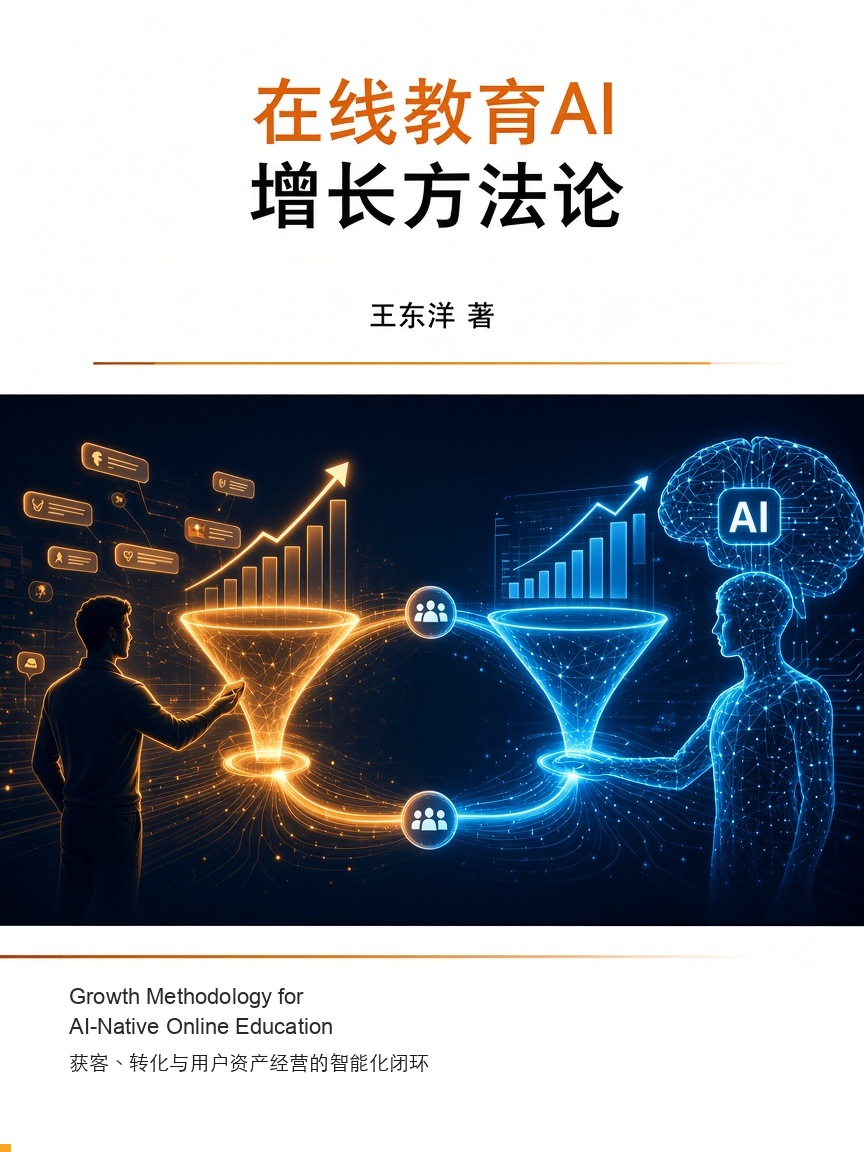 在线教育AI
增长方法论
王东洋 著
AI
Growth Methodology for
AI-Native Online Education
获客、转化与用户资产经营的智能化闭环